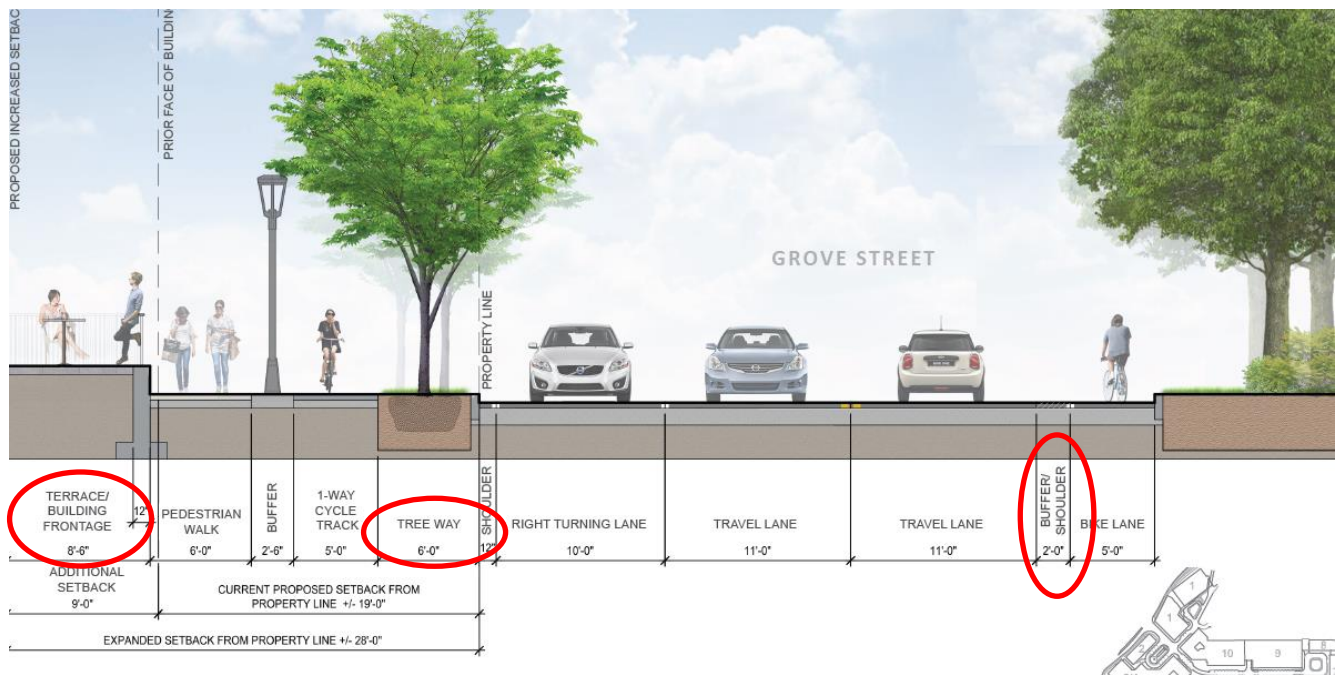 PROPOSED INCREASED SETBAC
PRIOR FACE OF BUILDIN
PROPERTY LINE
GROVE STREET
TERRACE/
BUILDING
FRONTAGE
8'-6"
12"
PEDESTRIAN
WALK
6'-0"
BUFFER
2'-6"
1-WAY
CYCLE
TRACK
5'-0"
TREE WAY
6'-0"
SHOULDER
12"
RIGHT TURNING LANE
10'-0"
TRAVEL LANE
11'-0"
TRAVEL LANE
11'-0"
BUFFER/
SHOULDER
2'-0"
BIKE LANE
5'-0"
ADDITIONAL
SETBACK
9'-0"
CURRENT PROPOSED SETBACK FROM
PROPERTY LINE +/- 19'-0"
EXPANDED SETBACK FROM PROPERTY LINE +/- 28'-0"
1
1
2
10
9
8